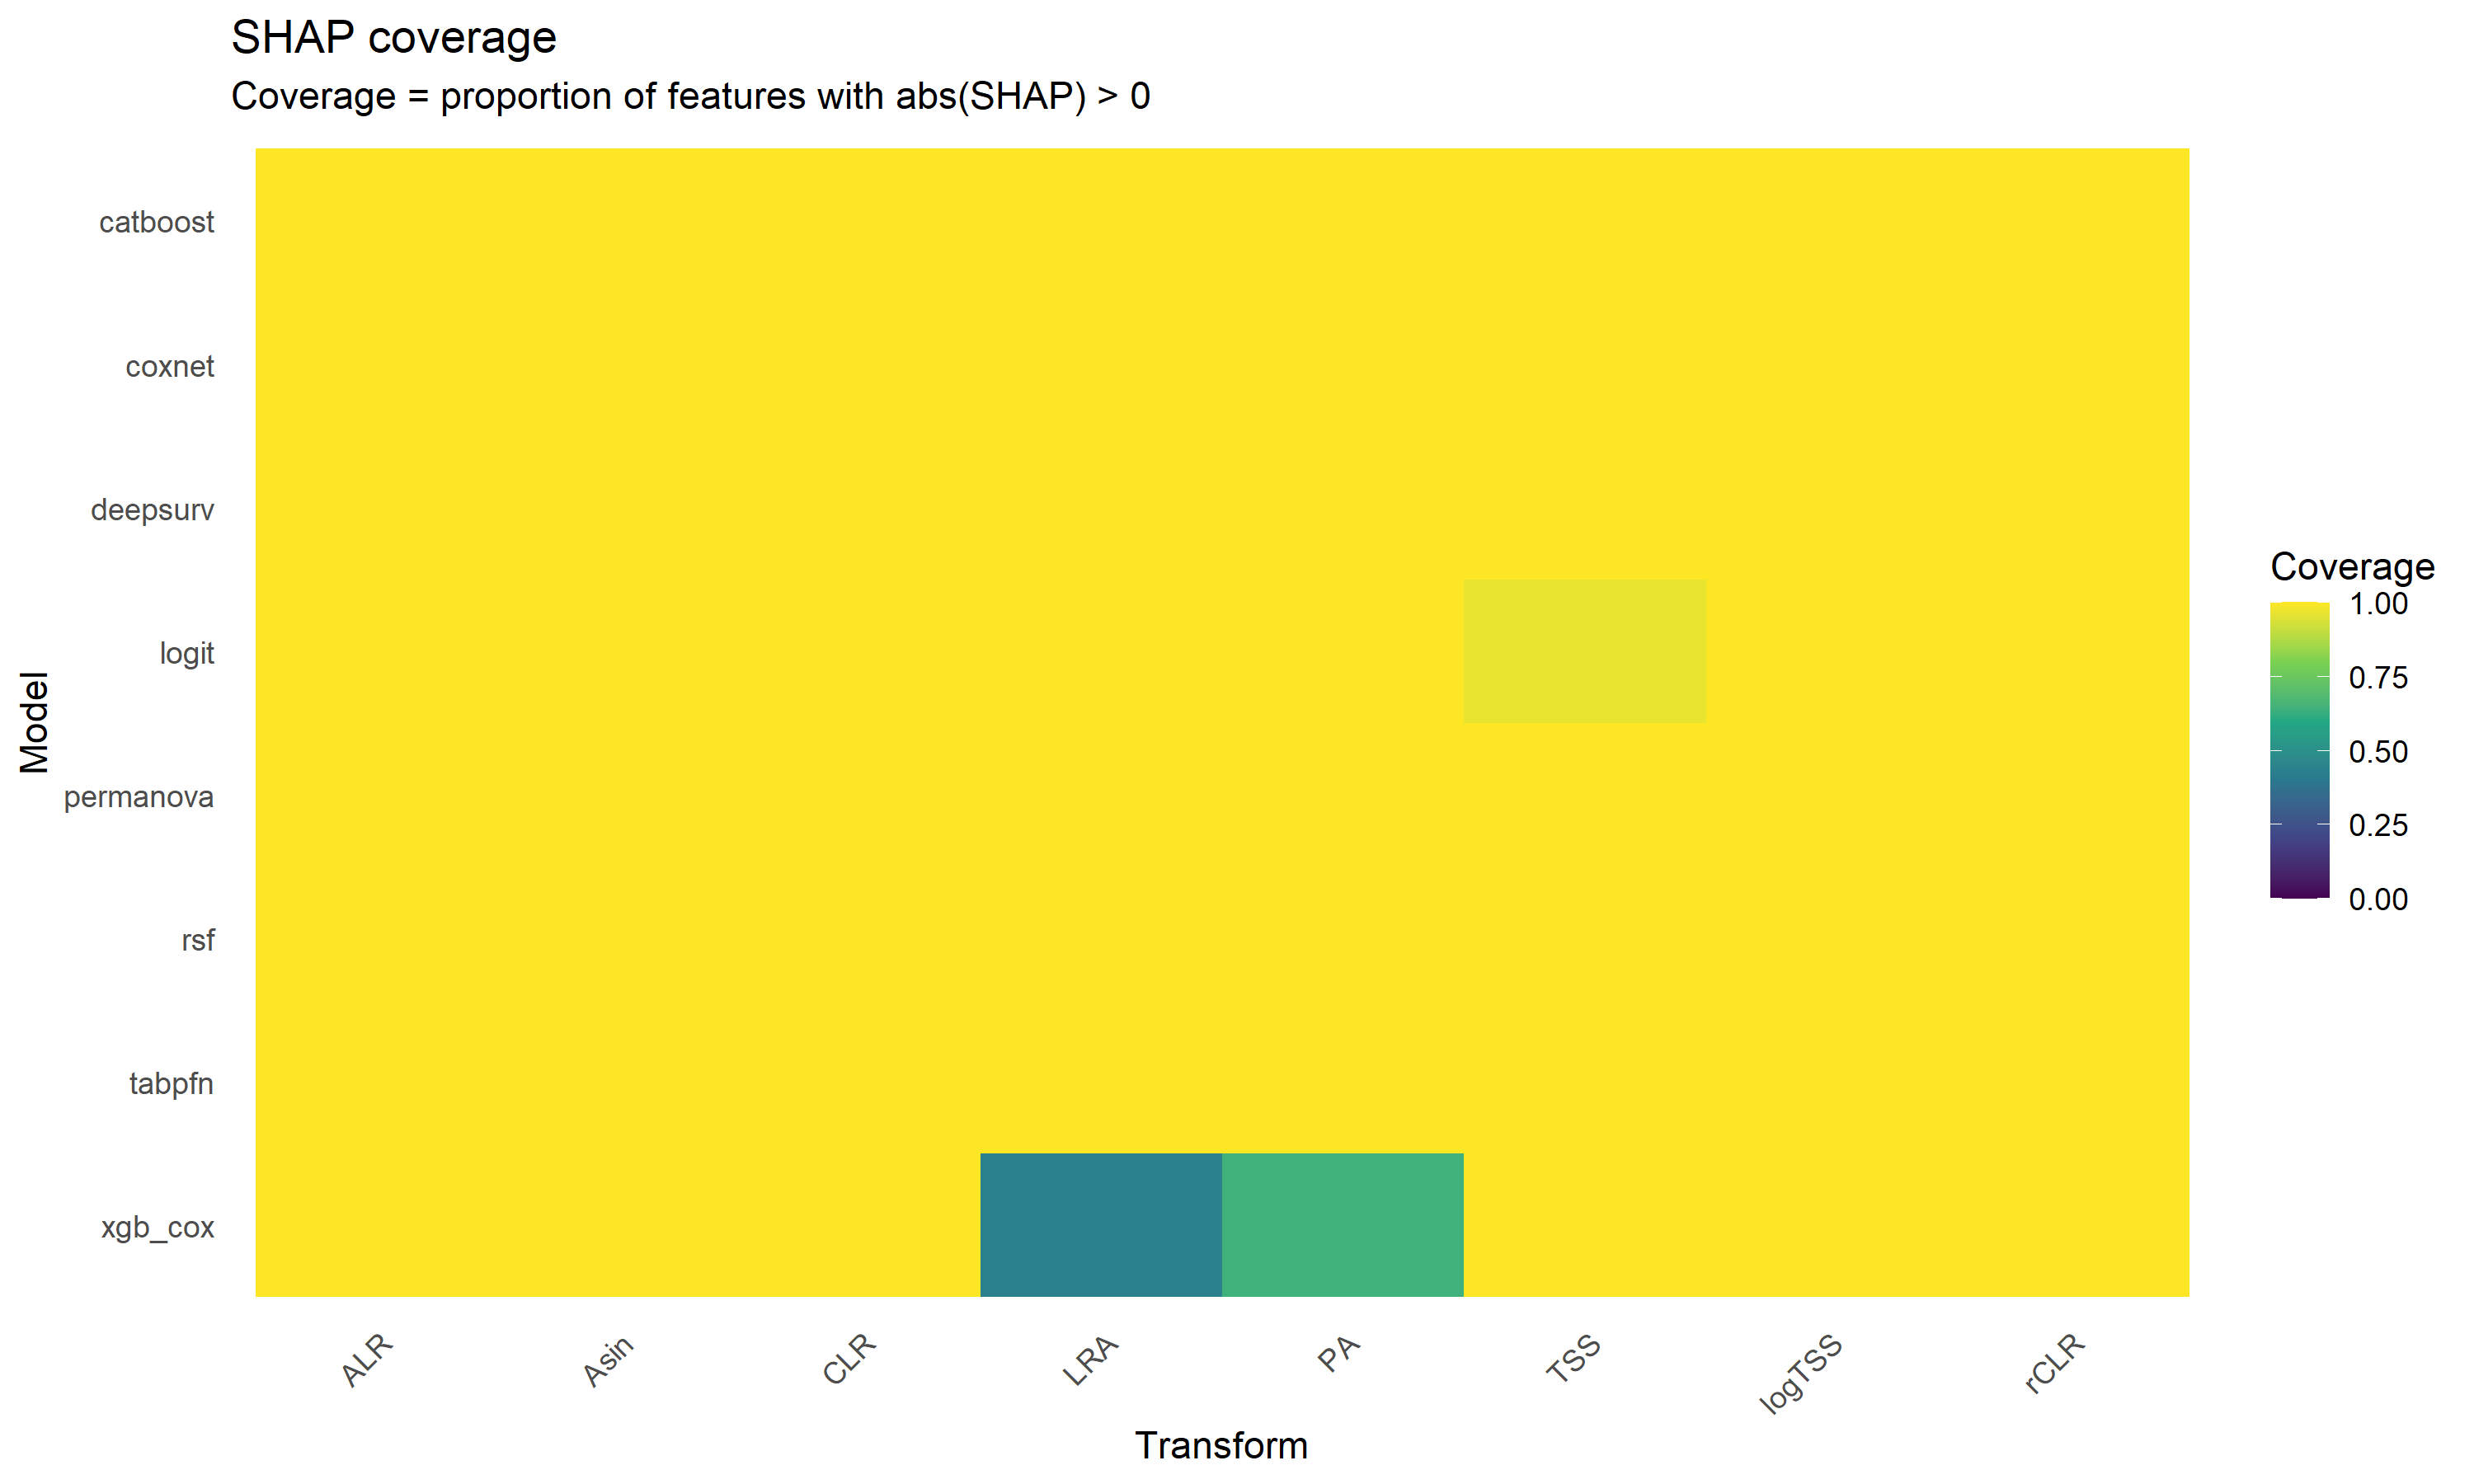 SHAP coverage
Coverage = proportion of features with abs(SHAP) > 0
catboost
coxnet
deepsurv
logit
permanova
rsf
tabpfn
xgb_cox
Model
ALR
Asin
CLR
LRA
PA
TSS
logTSS
rCLR
Transform
Coverage
1.00
0.75
0.50
0.25
0.00